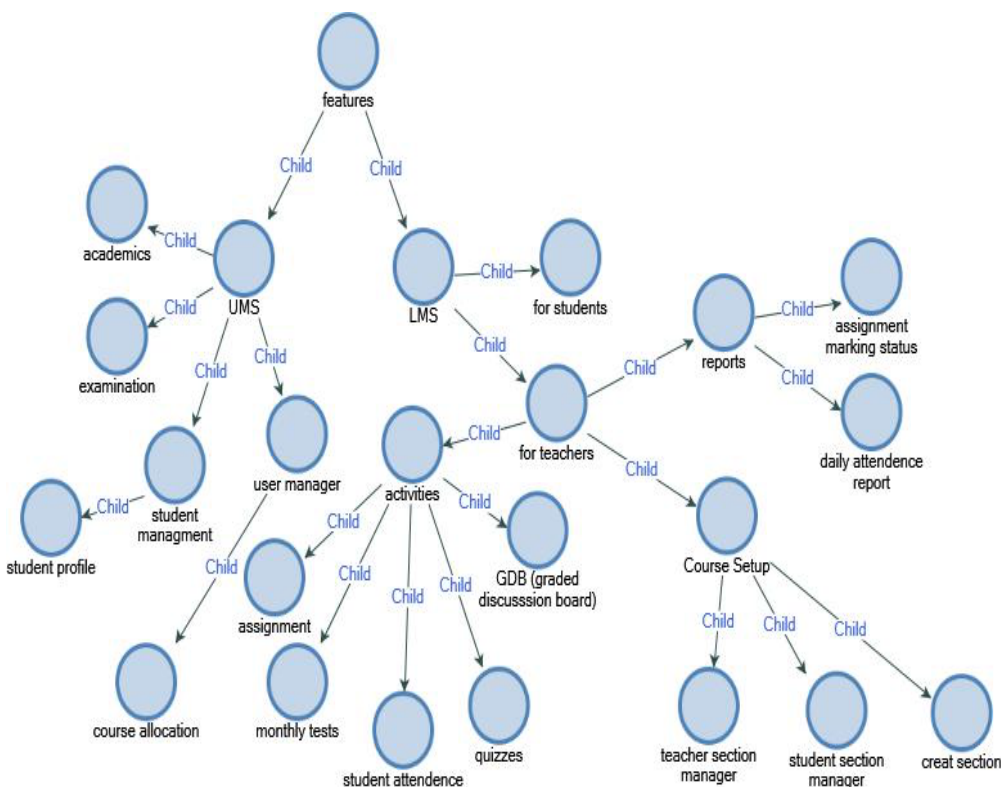 features
Child
Child
academics
Child
UMS
Child
examination
Child
Child
LMS
Child
for students
Child
for teachers
Child
reports
Child
assignment
marking status
Child
daily attendence
report
Child
activities
Child
Course Setup
user manager
student
managment
Child
student profile
Child
course allocation
Child
assignment
Child
monthly tests
Child
student attendence
Child
quizzes
Child
GDB (graded
discusssion board)
Child
teacher section
manager
Child
student section
manager
Child
creat section